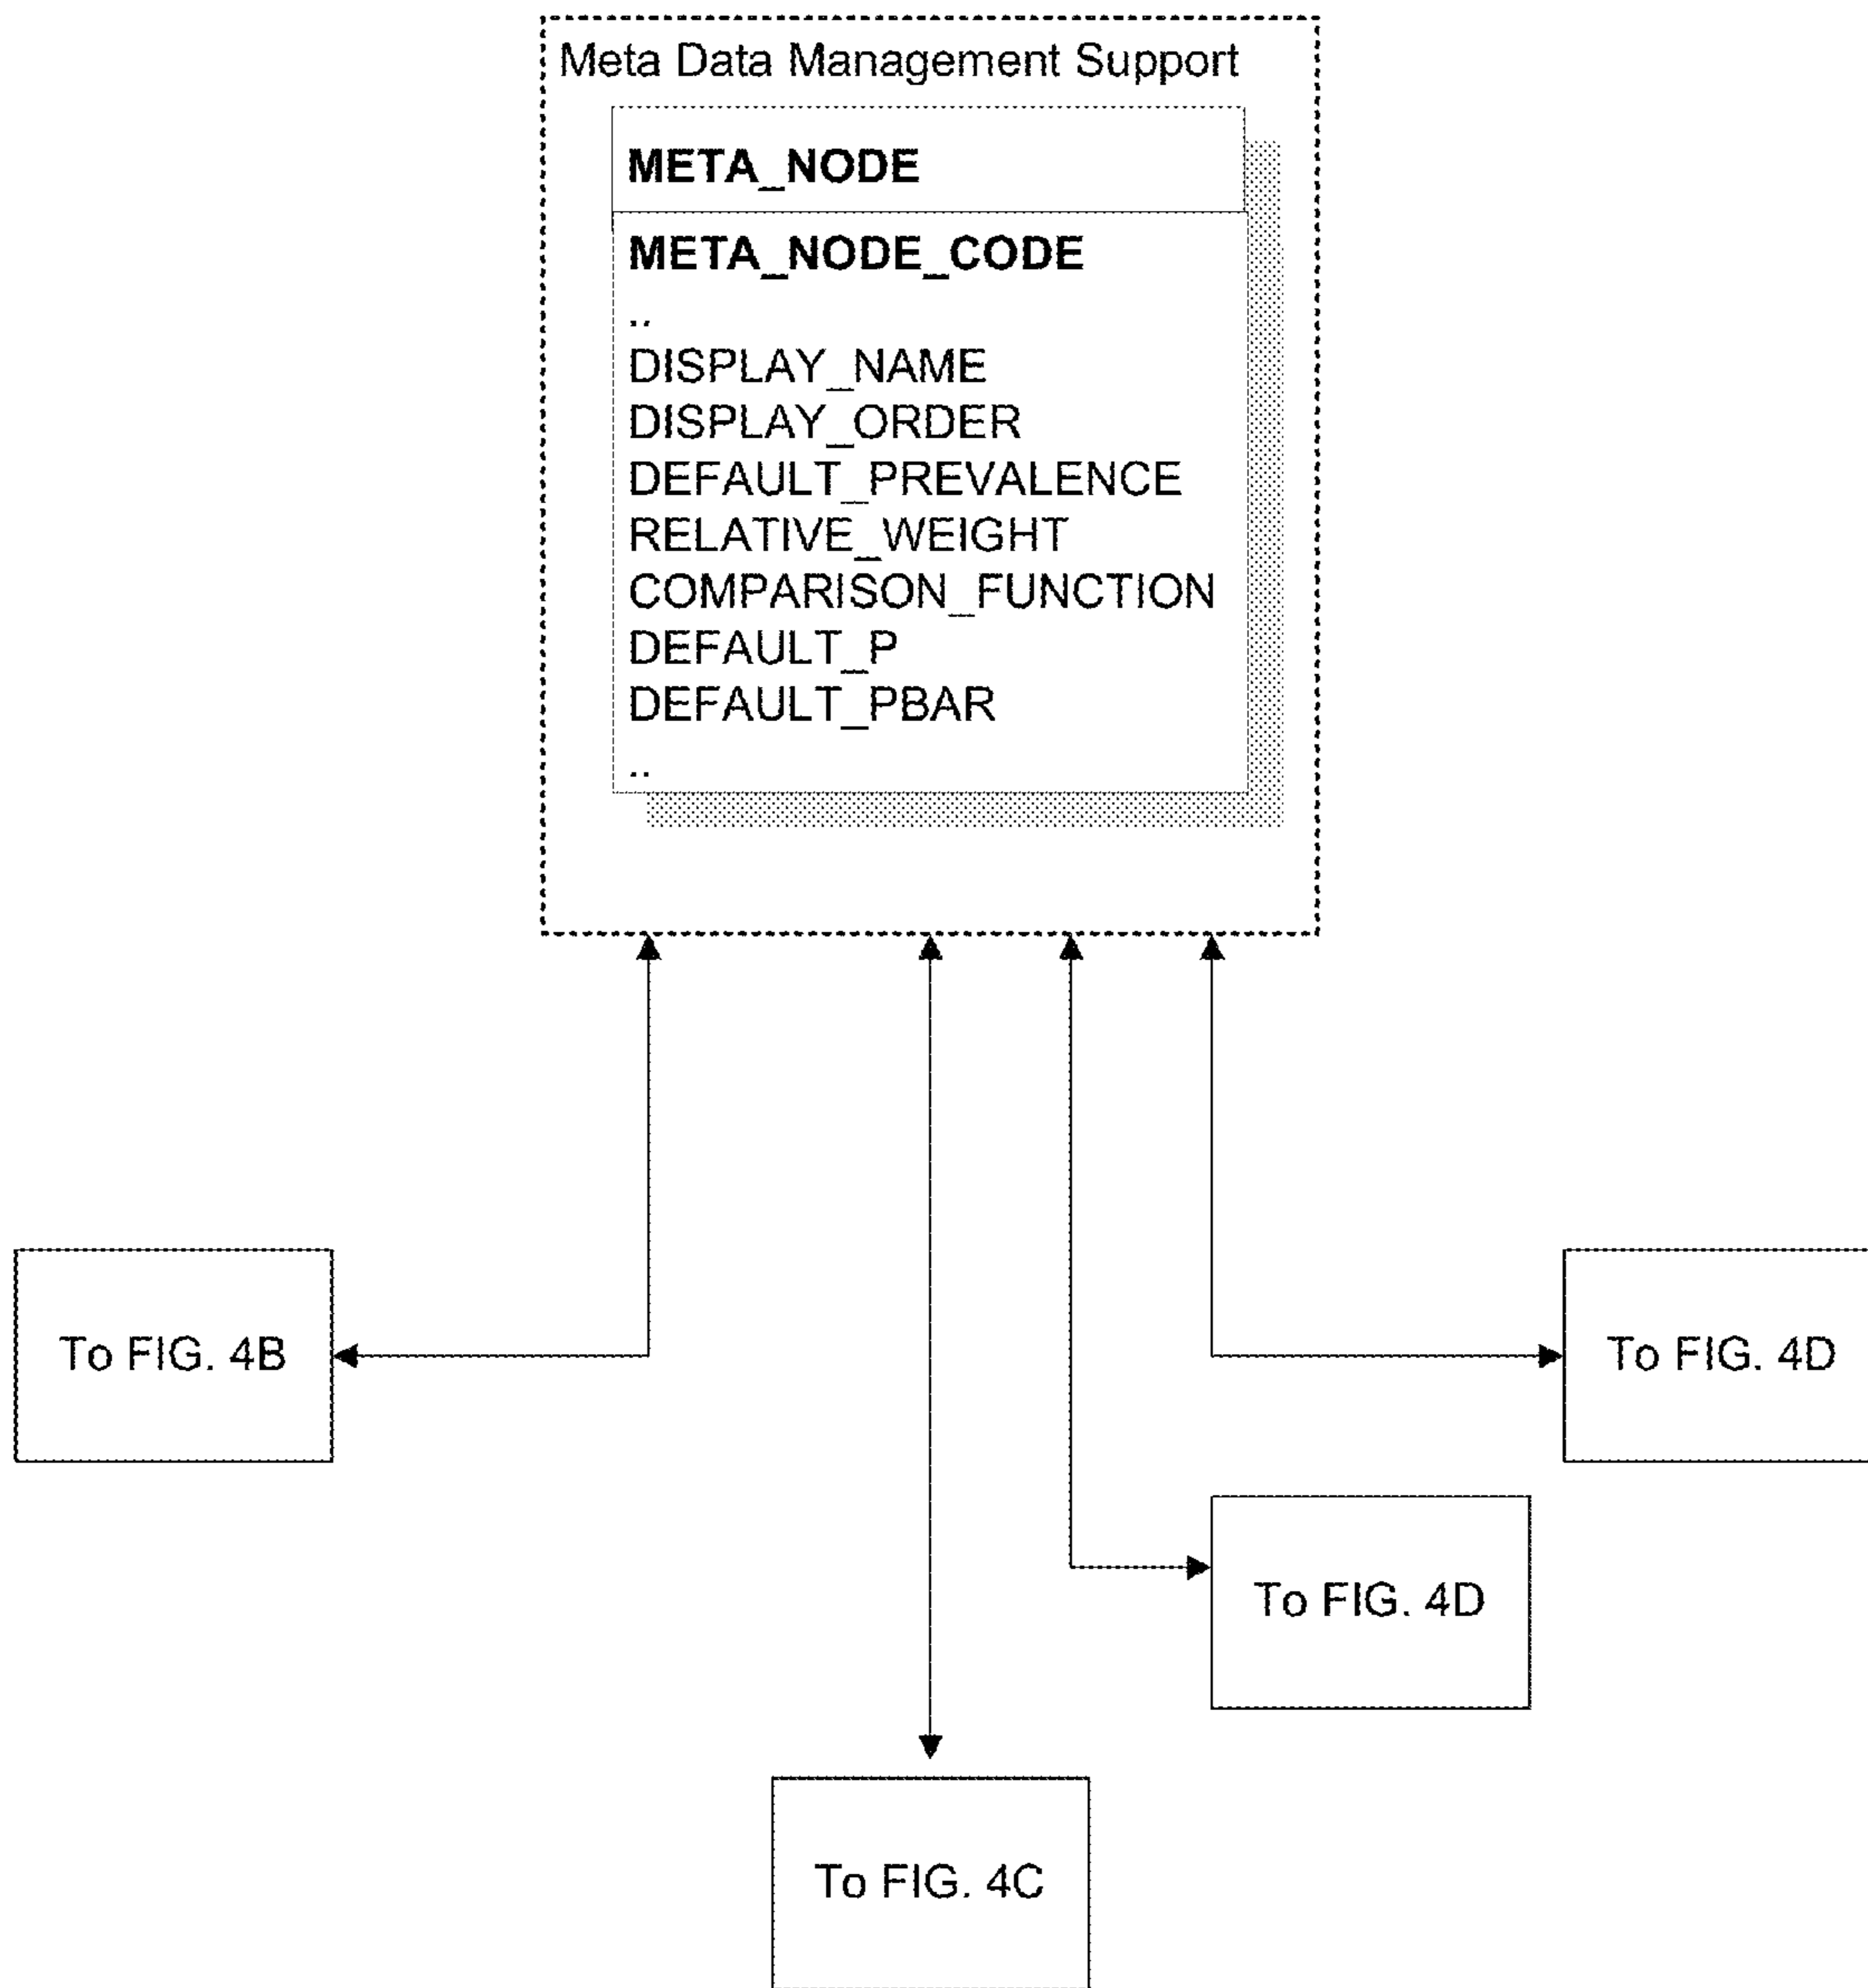 Meta Data Management Support
META_NODE
META_NODE_CODE
..
DISPLAY_NAME
DISPLAY_ORDER
DEFAULT_PREVALENCE
RELATIVE_WEIGHT
COMPARISON_FUNCTION
DEFAULT_P
DEFAULT_PBAR
..
To FIG. 4B
To FIG. 4D
To FIG. 4D
To FIG. 4C